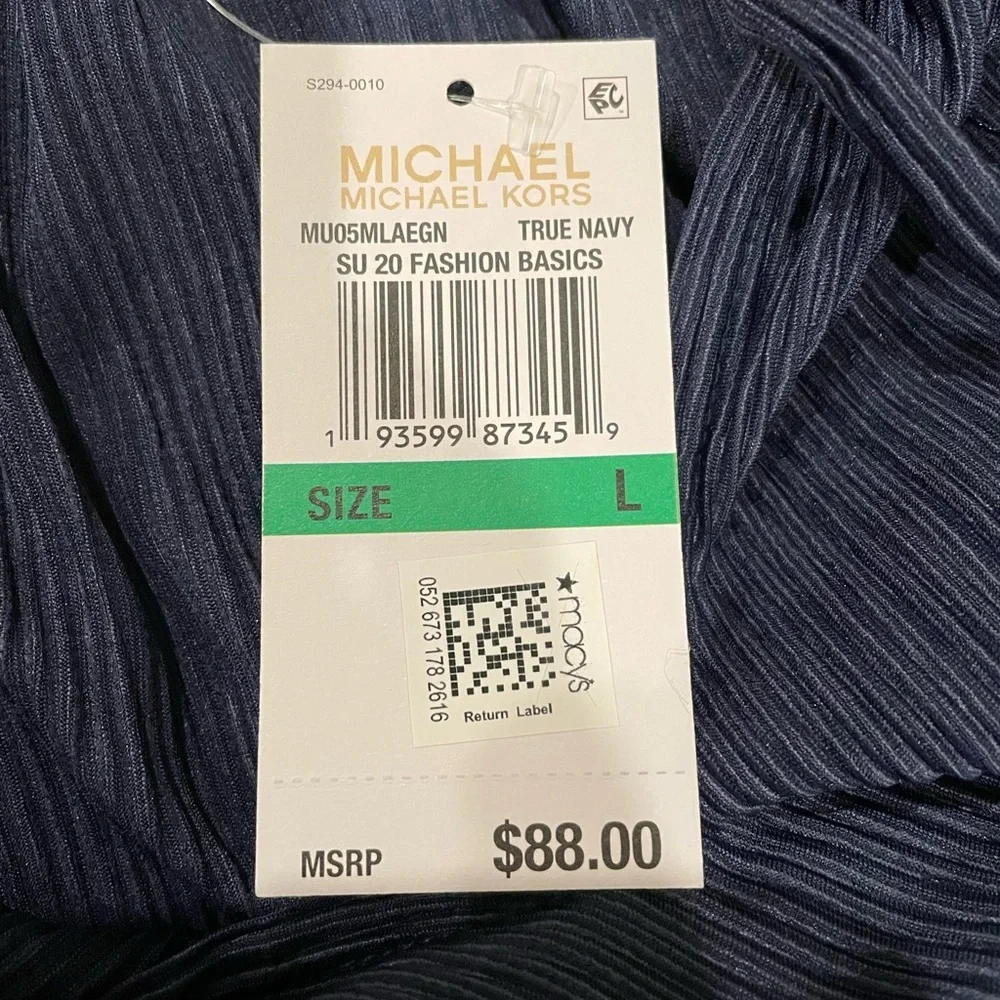 S294-0010
EPC
MICHAEL
MICHAEL KORS
MU05MLAEGN TRUE NAVY
SU 20 FASHION BASICS
1 93599 87345 9
SIZE L
★macy's
052 673 178 2616
Return Label
MSRP $88.00